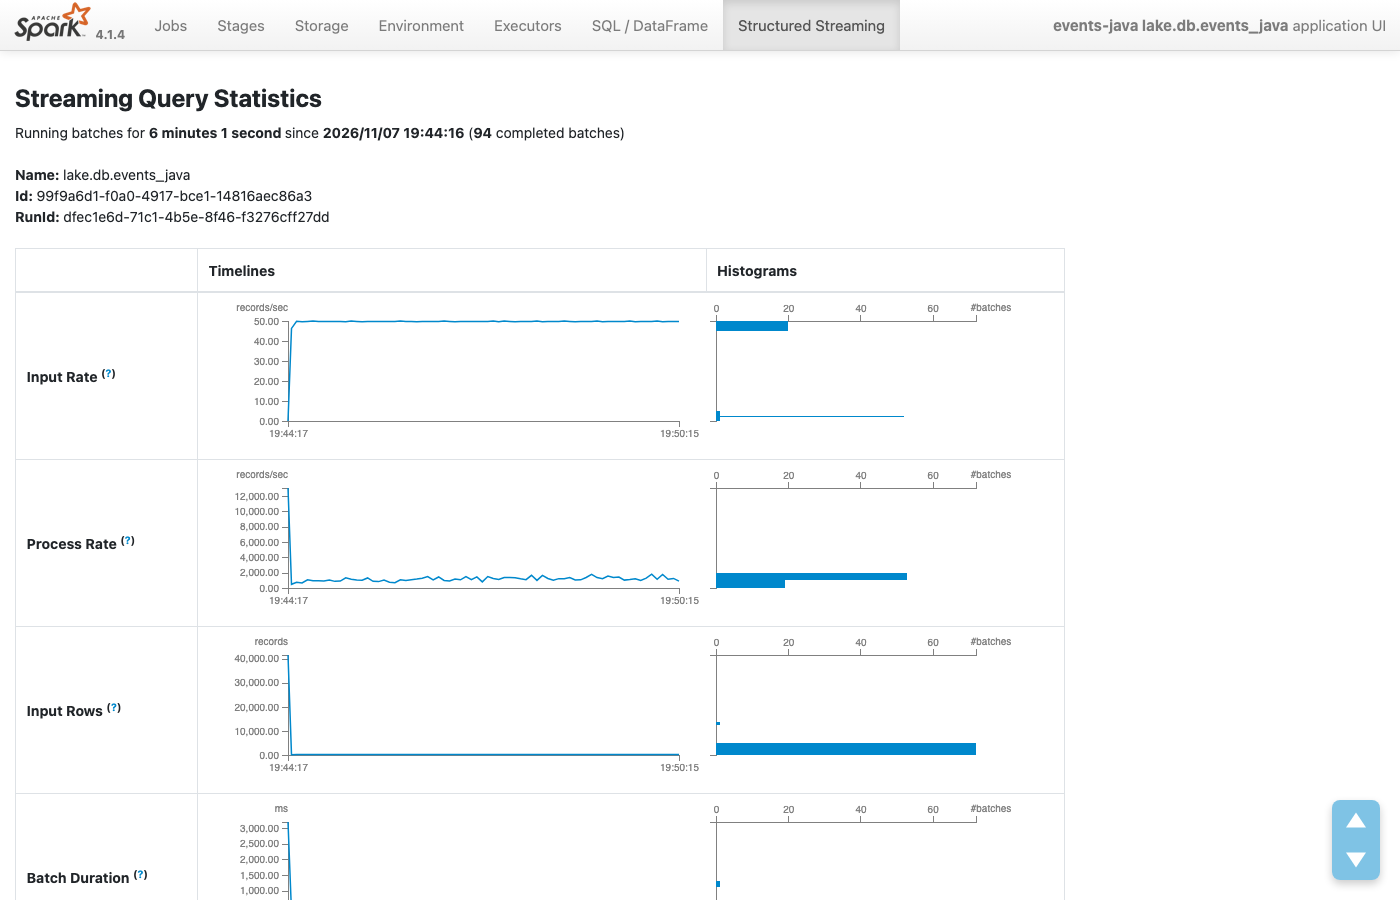 APACHE Spark 4.1.4 Jobs Stages Storage Environment Executors SQL / DataFrame Structured Streaming events-java lake.db.events_java application UI
Streaming Query Statistics
Running batches for 6 minutes 1 second since 2026/11/07 19:44:16 (94 completed batches)
Name: lake.db.events_java
Id: 99f9a6d1-f0a0-4917-bce1-14816aec86a3
RunId: dfec1e6d-71c1-4b5e-8f46-f3276cff27dd
Timelines Histograms
Input Rate (?)
records/sec
50.00
40.00
30.00
20.00
10.00
0.00
19:44:17 19:50:15
0 20 40 60 #batches
Process Rate (?)
records/sec
12,000.00
10,000.00
8,000.00
6,000.00
4,000.00
2,000.00
0.00
19:44:17 19:50:15
0 20 40 60 #batches
Input Rows (?)
records
40,000.00
30,000.00
20,000.00
10,000.00
0.00
19:44:17 19:50:15
0 20 40 60 #batches
Batch Duration (?)
ms
3,000.00
2,500.00
2,000.00
1,500.00
1,000.00
0 20 40 60 #batches